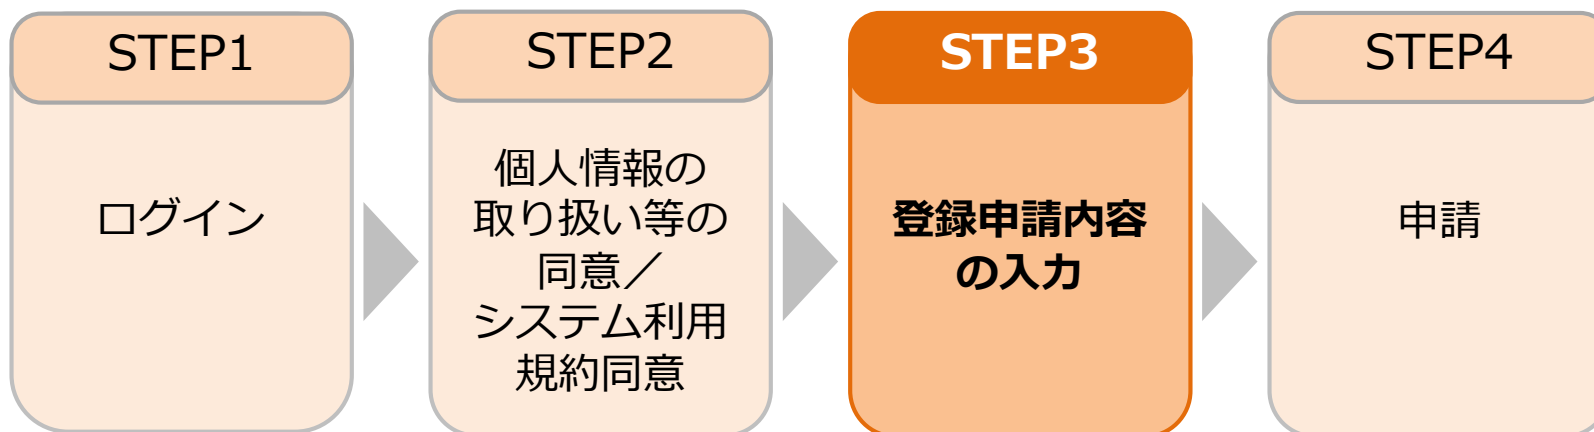 STEP1
ログイン
STEP2
個人情報の
取り扱い等の
同意／
システム利用
規約同意
STEP3
登録申請内容
の入力
STEP4
申請